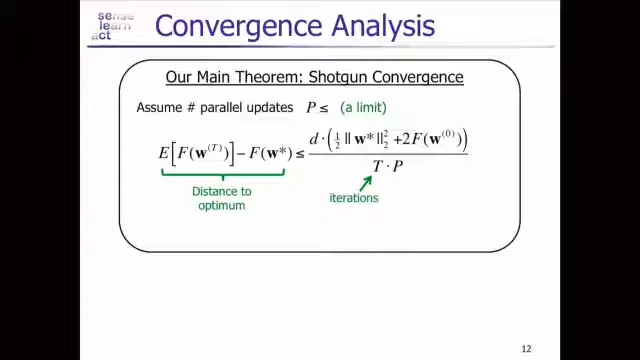 sense
learn
act
Convergence Analysis
Our Main Theorem: Shotgun Convergence
Assume # parallel updates P ≤ (a limit)
E[F(w^(T))] − F(w*) ≤ d·(½ ||w*||₂² +2F(w^(0))) / T·P
Distance to
optimum
iterations
12